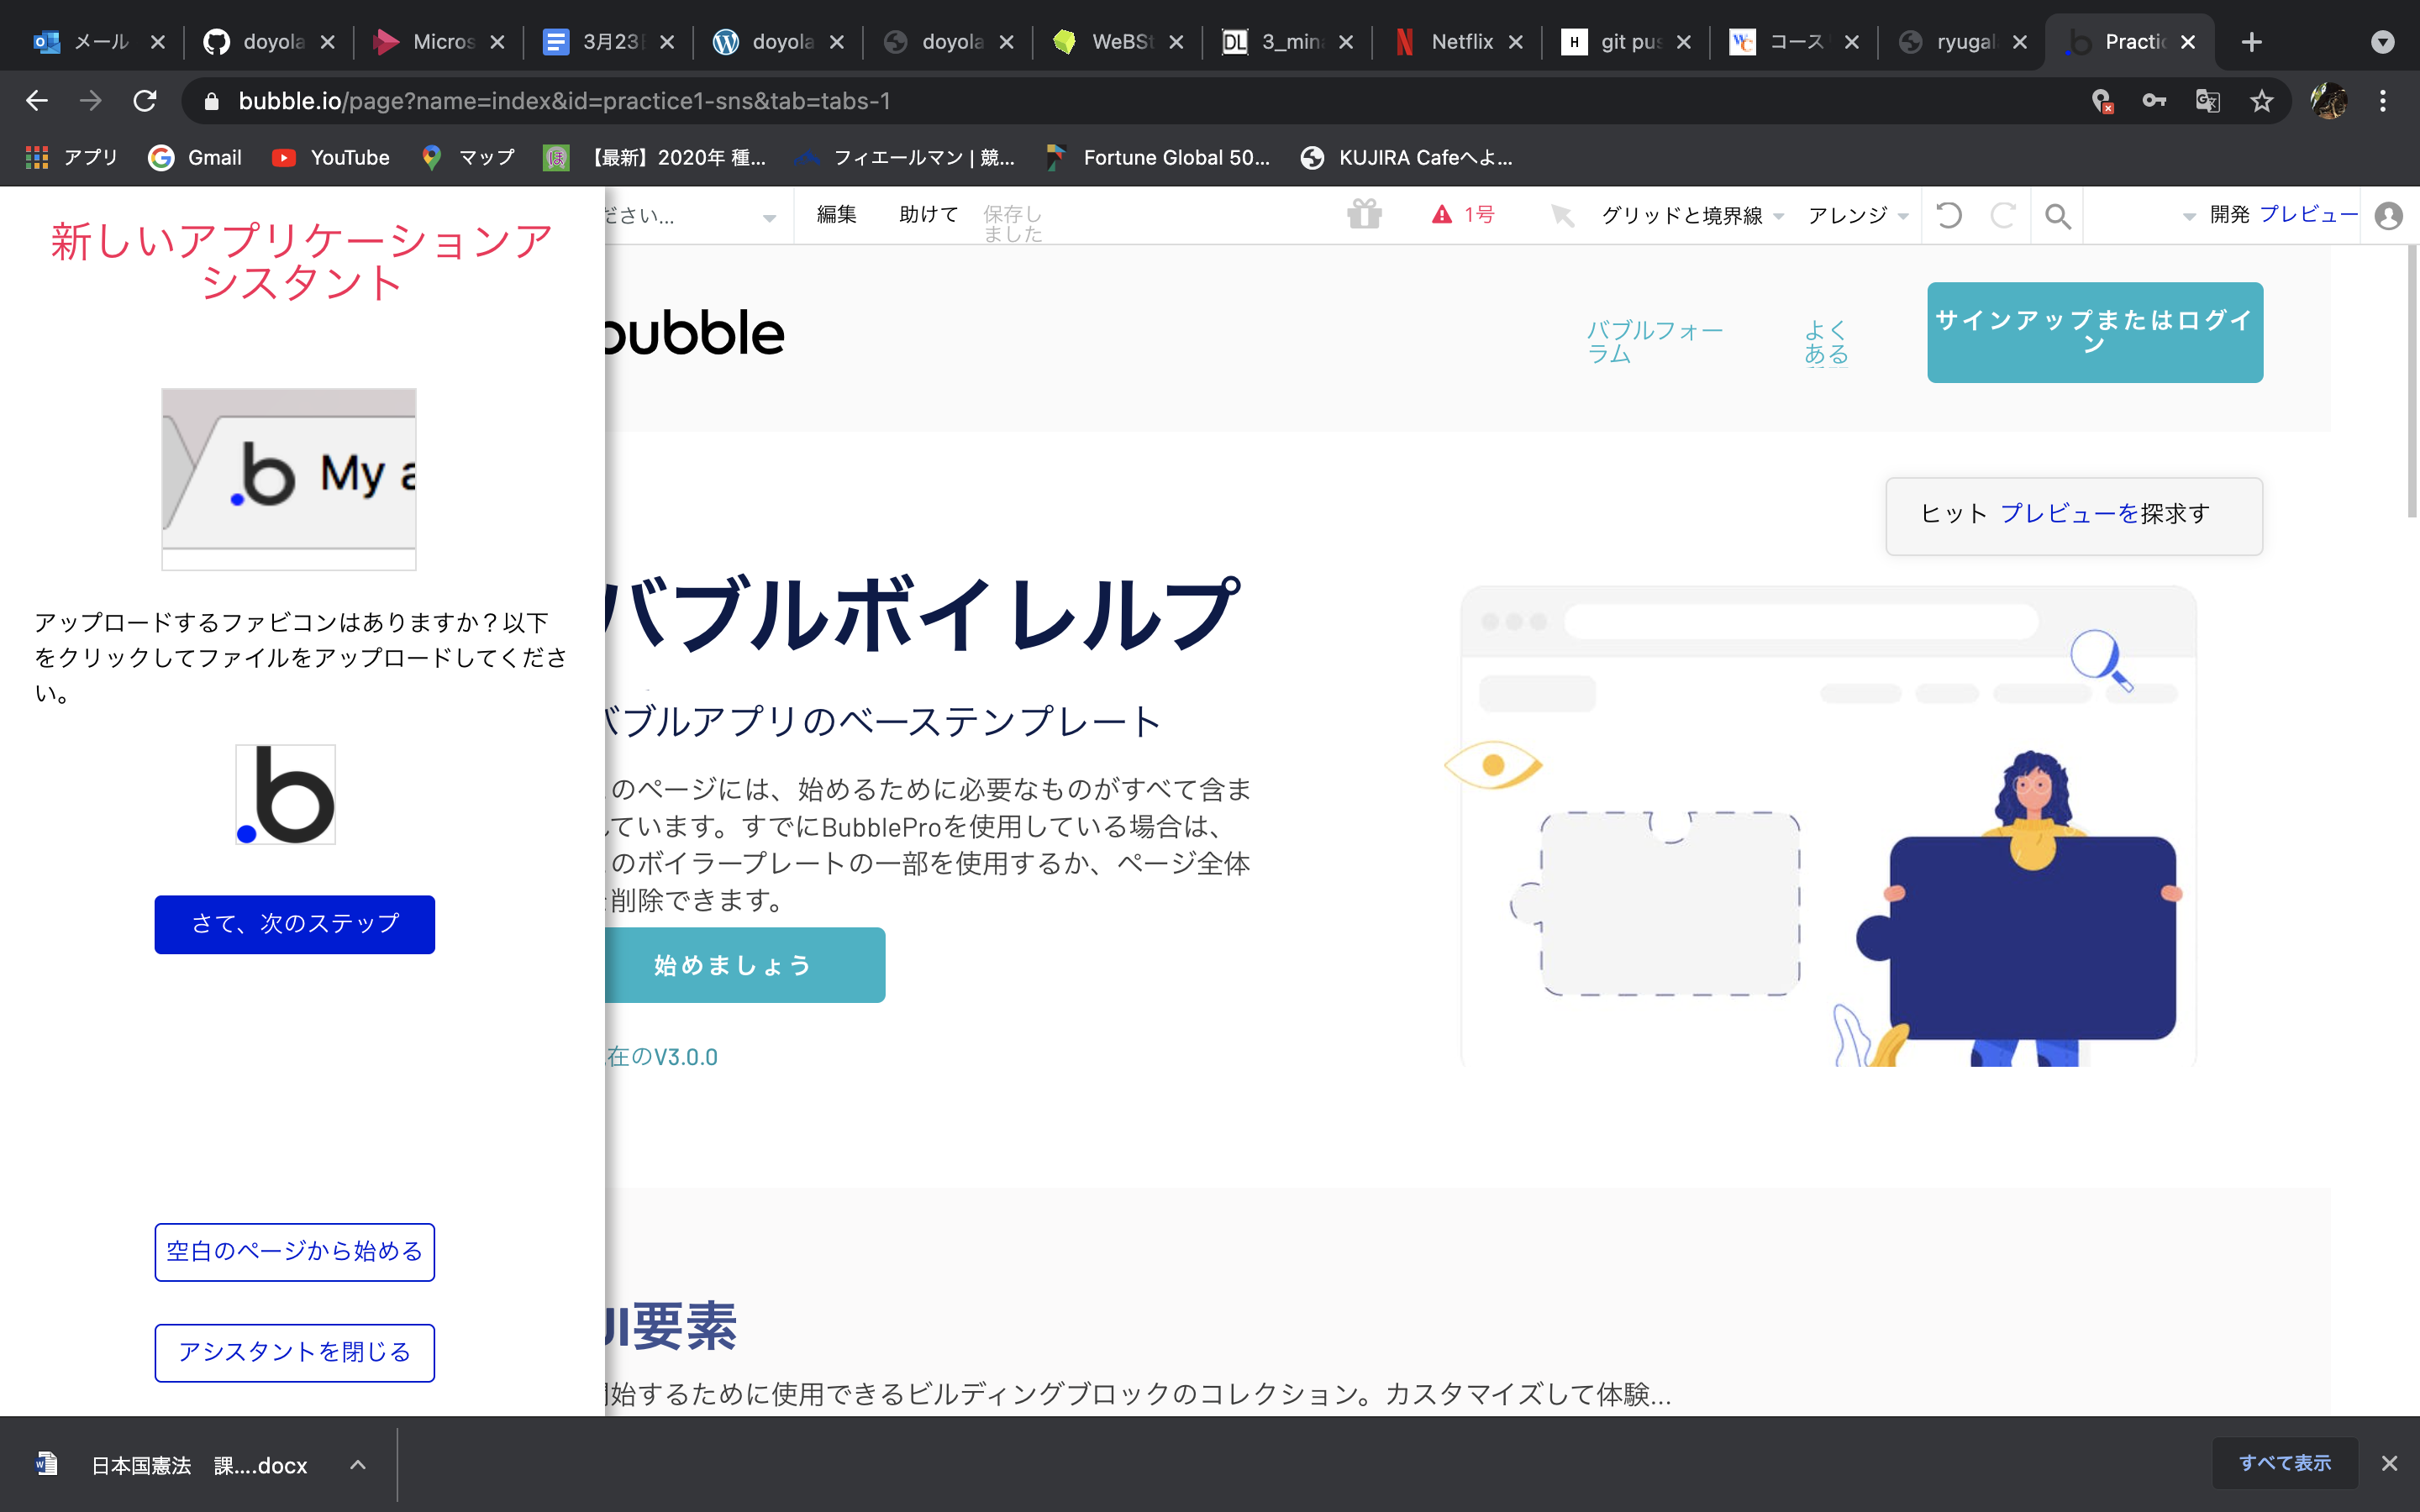 メール
doyola
Micros
3月23日
doyola
doyola
WeBSt
3_mina
Netflix
git pus
コース
ryugal
Practic
bubble.io/page?name=index&id=practice1-sns&tab=tabs-1
アプリ
Gmail
YouTube
マップ
【最新】2020年 種...
フィエールマン | 競...
Fortune Global 50...
KUJIRA Cafeへよ...
ださい...
編集
助けて
保存し
ました
1号
グリッドと境界線
アレンジ
開発
プレビュー
新しいアプリケーションア
シスタント
My a
アップロードするファビコンはありますか？以下
をクリックしてファイルをアップロードしてくださ
い。
さて、次のステップ
空白のページから始める
アシスタントを閉じる
bubble
バブルフォー
ラム
よく
ある
サインアップまたはログイ
ン
ヒット プレビューを探求す
バブルボイレルプ
バブルアプリのベーステンプレート
のページには、始めるために必要なものがすべて含ま
ています。すでにBubbleProを使用している場合は、
のボイラープレートの一部を使用するか、ページ全体
削除できます。
始めましょう
在のV3.0.0
UI要素
始するために使用できるビルディングブロックのコレクション。カスタマイズして体験...
日本国憲法　課....docx
すべて表示